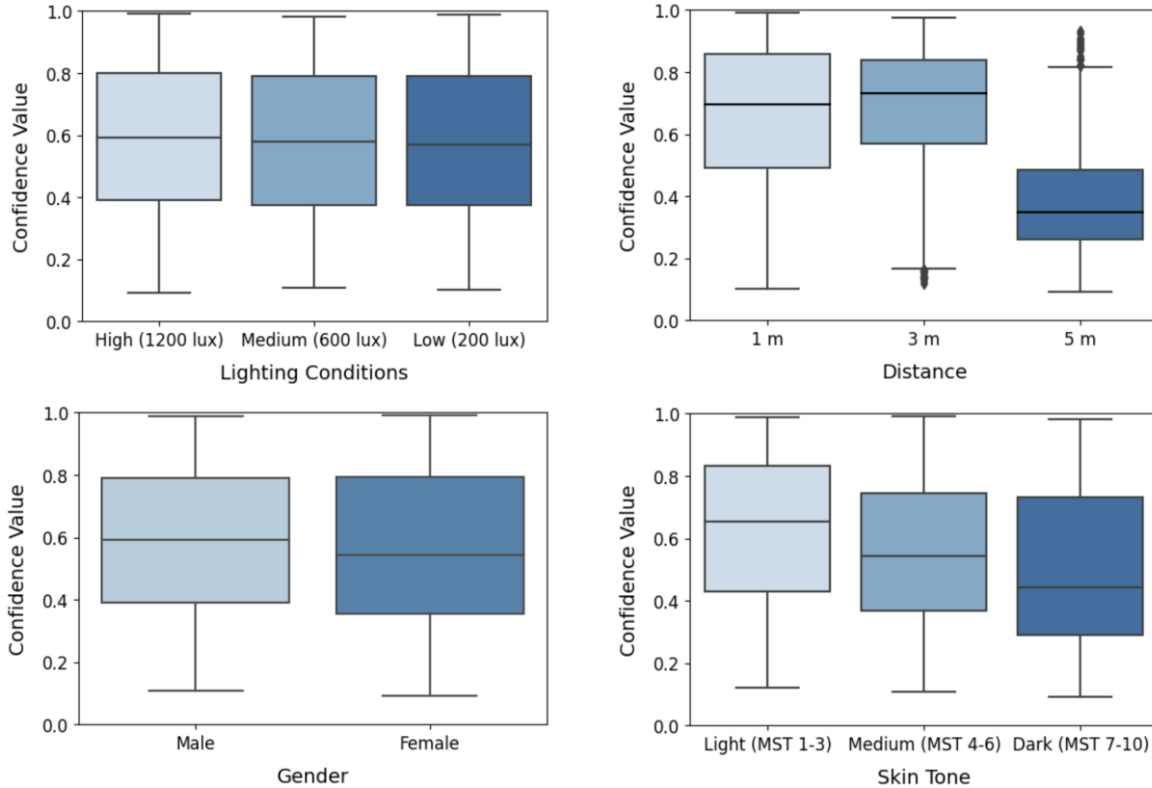 1.0
0.8
0.6
0.4
0.2
0.0
Confidence Value
High (1200 lux) Medium (600 lux) Low (200 lux)
Lighting Conditions
1.0
0.8
0.6
0.4
0.2
0.0
Confidence Value
1 m 3 m 5 m
Distance
1.0
0.8
0.6
0.4
0.2
0.0
Confidence Value
Male Female
Gender
1.0
0.8
0.6
0.4
0.2
0.0
Confidence Value
Light (MST 1-3) Medium (MST 4-6) Dark (MST 7-10)
Skin Tone